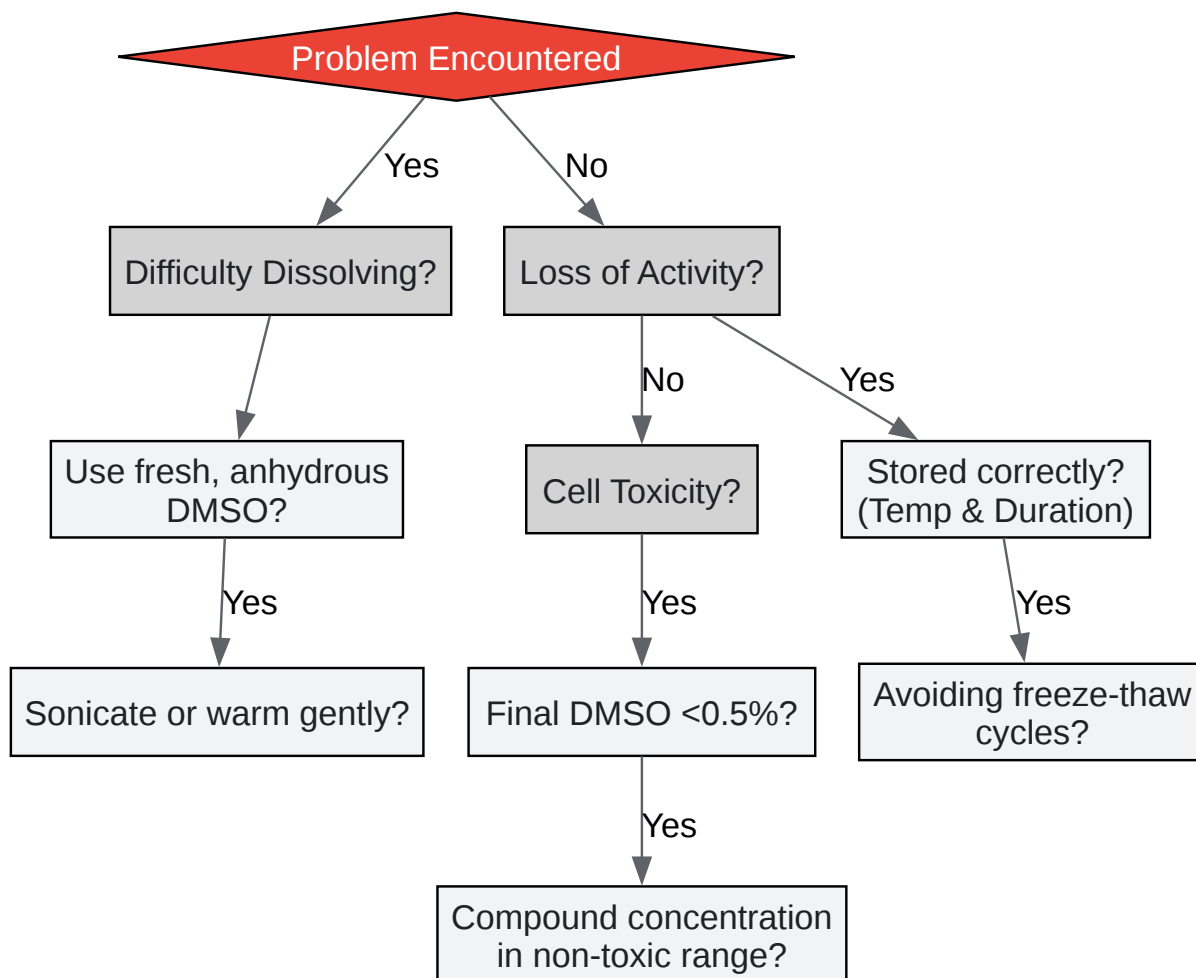 Problem Encountered
Yes
No
Difficulty Dissolving?
Loss of Activity?
No
Yes
Use fresh, anhydrous
DMSO?
Cell Toxicity?
Stored correctly?
(Temp & Duration)
Yes
Yes
Yes
Sonicate or warm gently?
Final DMSO <0.5%?
Avoiding freeze-thaw
cycles?
Yes
Compound concentration
in non-toxic range?